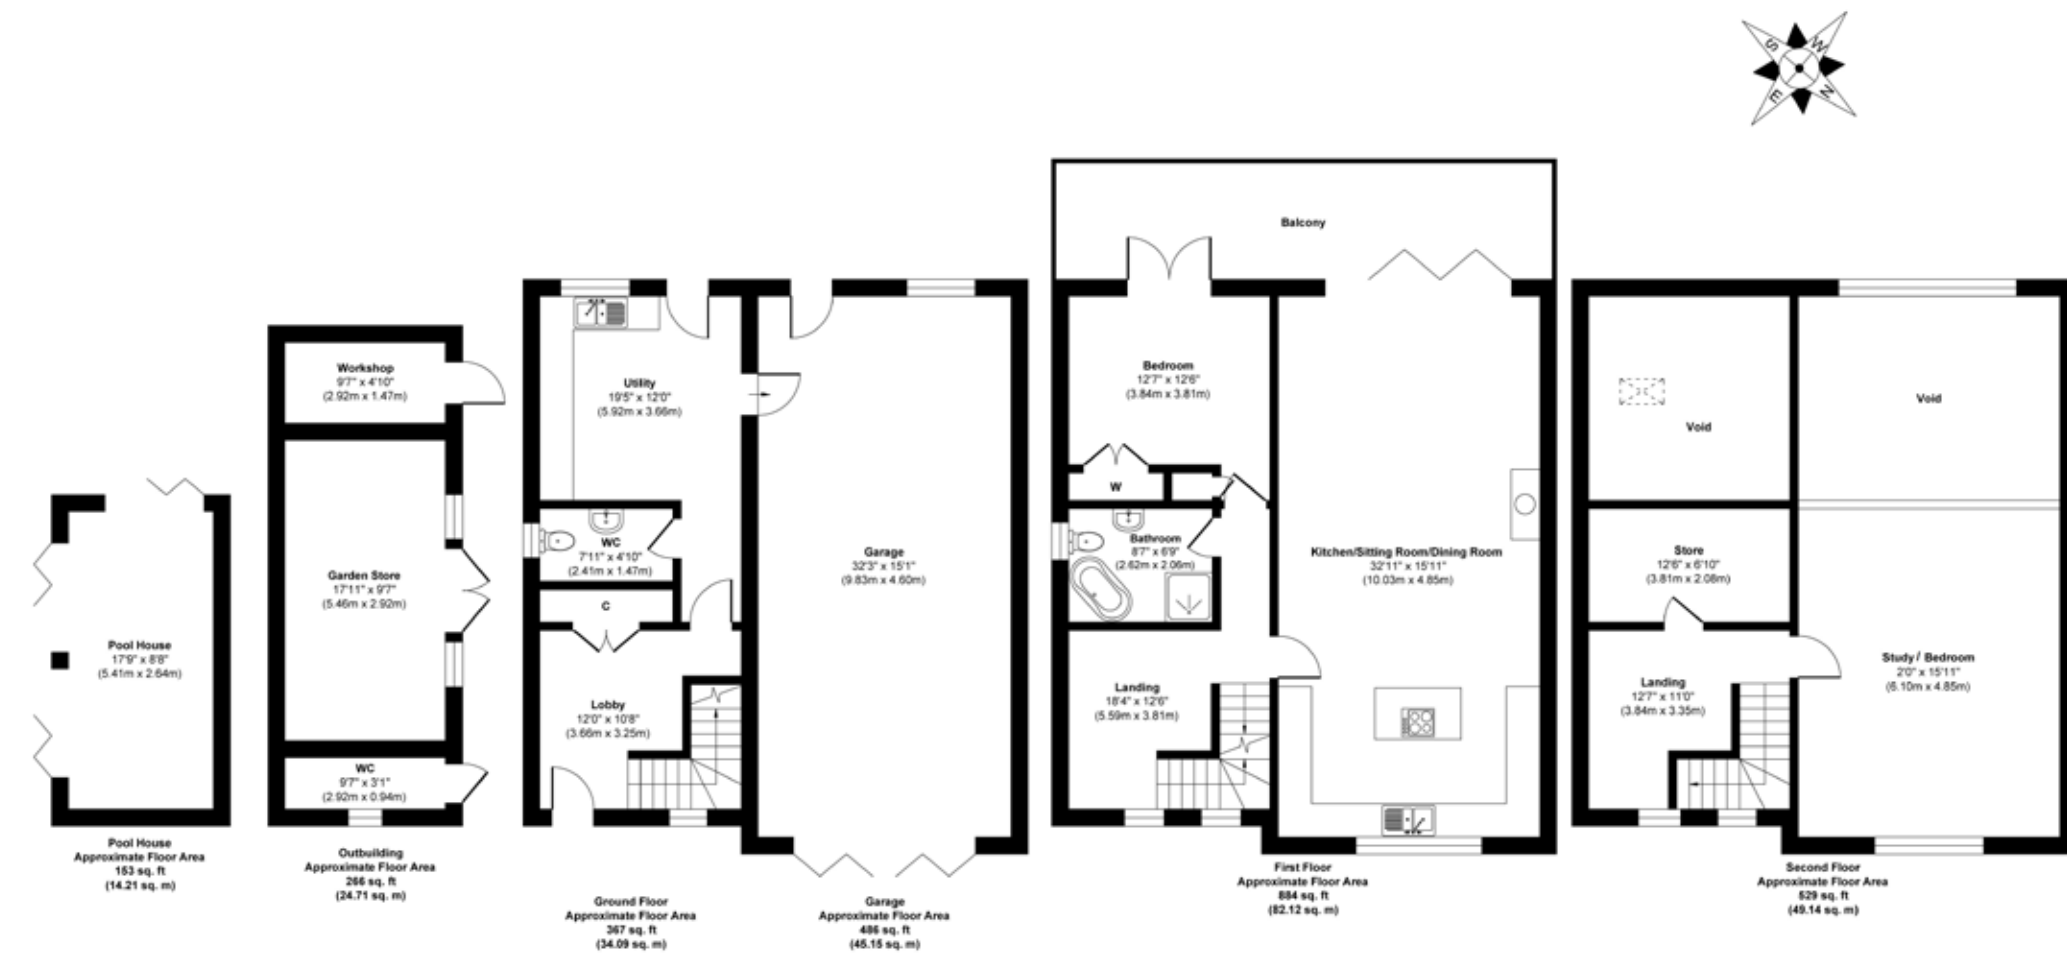 S
W
E
N
Balcony
Workshop
9'7" x 4'10"
(2.92m x 1.47m)
Utility
19'5" x 12'0"
(5.92m x 3.66m)
Bedroom
12'7" x 12'6"
(3.84m x 3.81m)
Void
Void
W
Garden Store
17'11" x 9'7"
(5.46m x 2.92m)
WC
7'11" x 4'10"
(2.41m x 1.47m)
C
Garage
32'3" x 15'1"
(9.83m x 4.60m)
Bathroom
8'7" x 6'9"
(2.62m x 2.06m)
Kitchen/Sitting Room/Dining Room
32'11" x 15'11"
(10.03m x 4.85m)
Store
12'6" x 6'10"
(3.81m x 2.08m)
Pool House
17'9" x 8'8"
(5.41m x 2.64m)
Lobby
12'0" x 10'8"
(3.66m x 3.25m)
Landing
18'4" x 12'6"
(5.59m x 3.81m)
Landing
12'7" x 11'0"
(3.84m x 3.35m)
Study/ Bedroom
2'0" x 15'11"
(6.10m x 4.85m)
WC
9'7" x 3'1"
(2.92m x 0.94m)
Pool House
Approximate Floor Area
153 sq. ft
(14.21 sq. m)
Outbuilding
Approximate Floor Area
266 sq. ft
(24.71 sq. m)
Ground Floor
Approximate Floor Area
367 sq. ft
(34.09 sq. m)
Garage
Approximate Floor Area
486 sq. ft
(45.15 sq. m)
First Floor
Approximate Floor Area
884 sq. ft
(82.12 sq. m)
Second Floor
Approximate Floor Area
529 sq. ft
(49.14 sq. m)